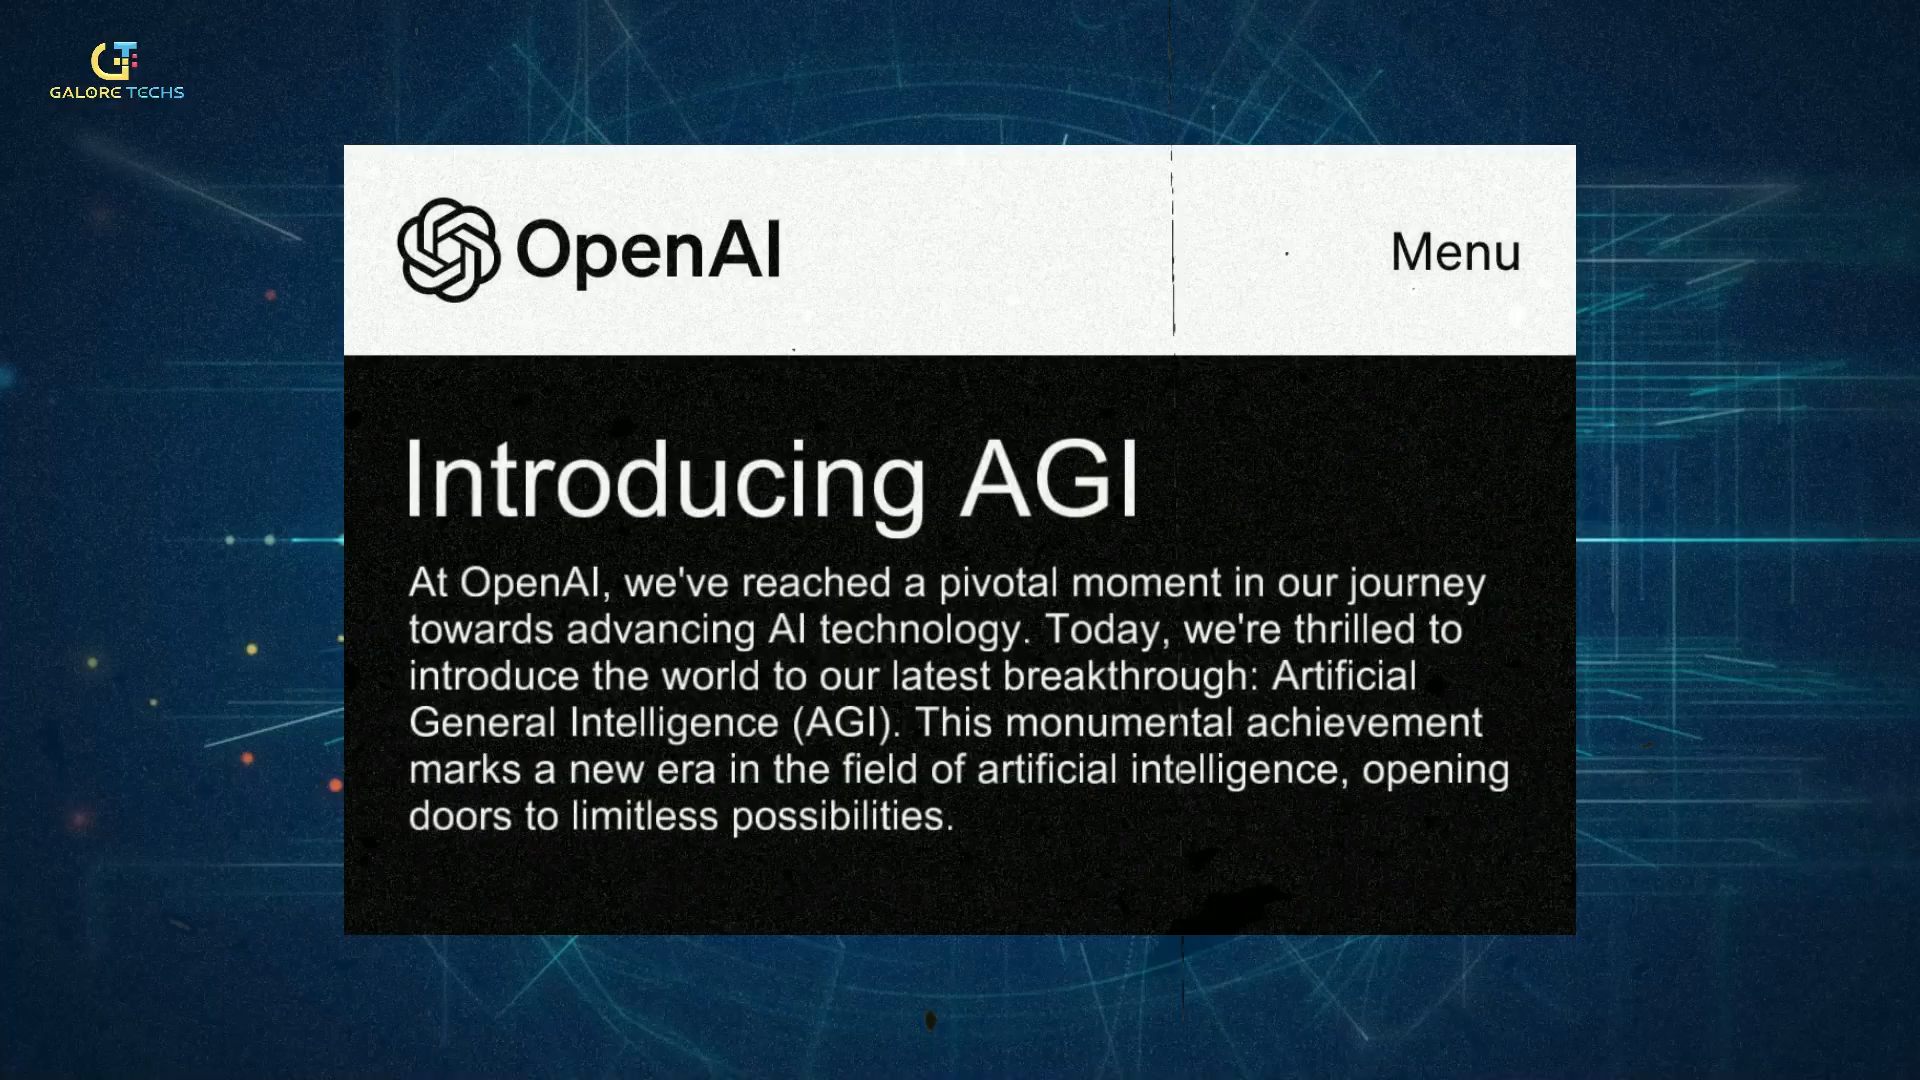 GALORE TECHS
OpenAI
Menu
Introducing AGI
At OpenAI, we've reached a pivotal moment in our journey
towards advancing AI technology. Today, we're thrilled to
introduce the world to our latest breakthrough: Artificial
General Intelligence (AGI). This monumental achievement
marks a new era in the field of artificial intelligence, opening
doors to limitless possibilities.